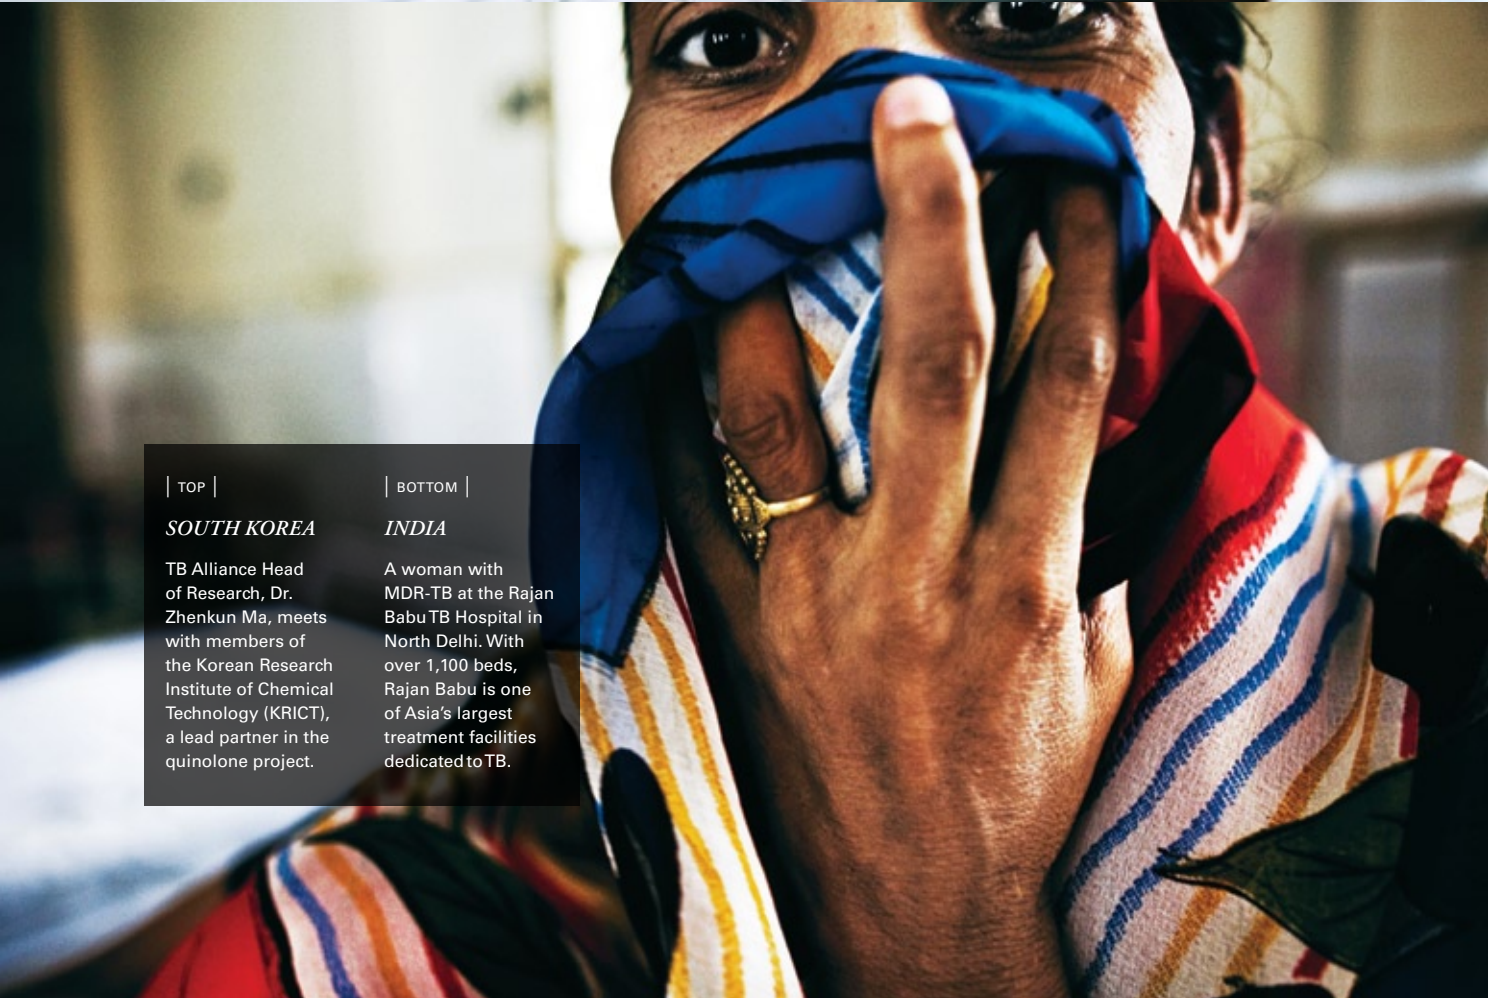 | TOP |
SOUTH KOREA
TB Alliance Head
of Research, Dr.
Zhenkun Ma, meets
with members of
the Korean Research
Institute of Chemical
Technology (KRICT),
a lead partner in the
quinolone project.
| BOTTOM |
INDIA
A woman with
MDR-TB at the Rajan
Babu TB Hospital in
North Delhi. With
over 1,100 beds,
Rajan Babu is one
of Asia’s largest
treatment facilities
dedicated to TB.